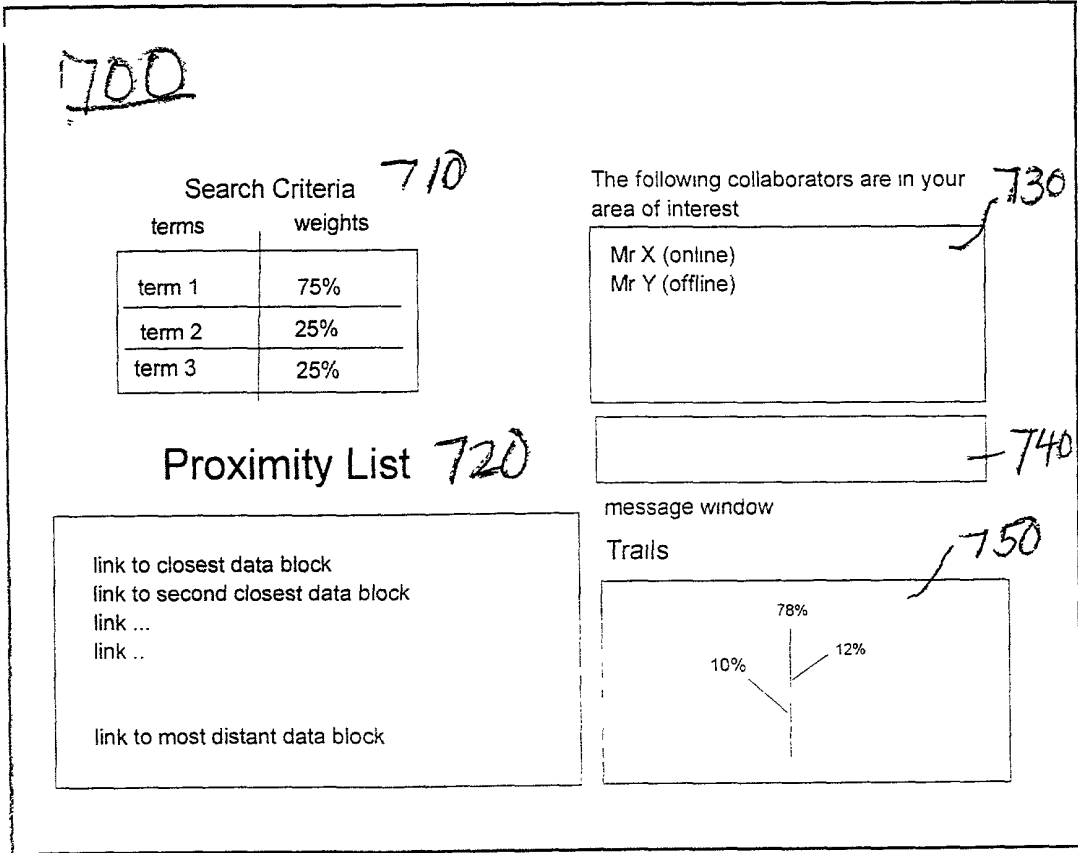 700
Search Criteria 710
terms weights
term 1 75%
term 2 25%
term 3 25%
Proximity List 720
link to closest data block
link to second closest data block
link ...
link ..
link to most distant data block
The following collaborators are in your 730
area of interest
Mr X (online)
Mr Y (offline)
740
message window
Trails 750
78%
10% 12%